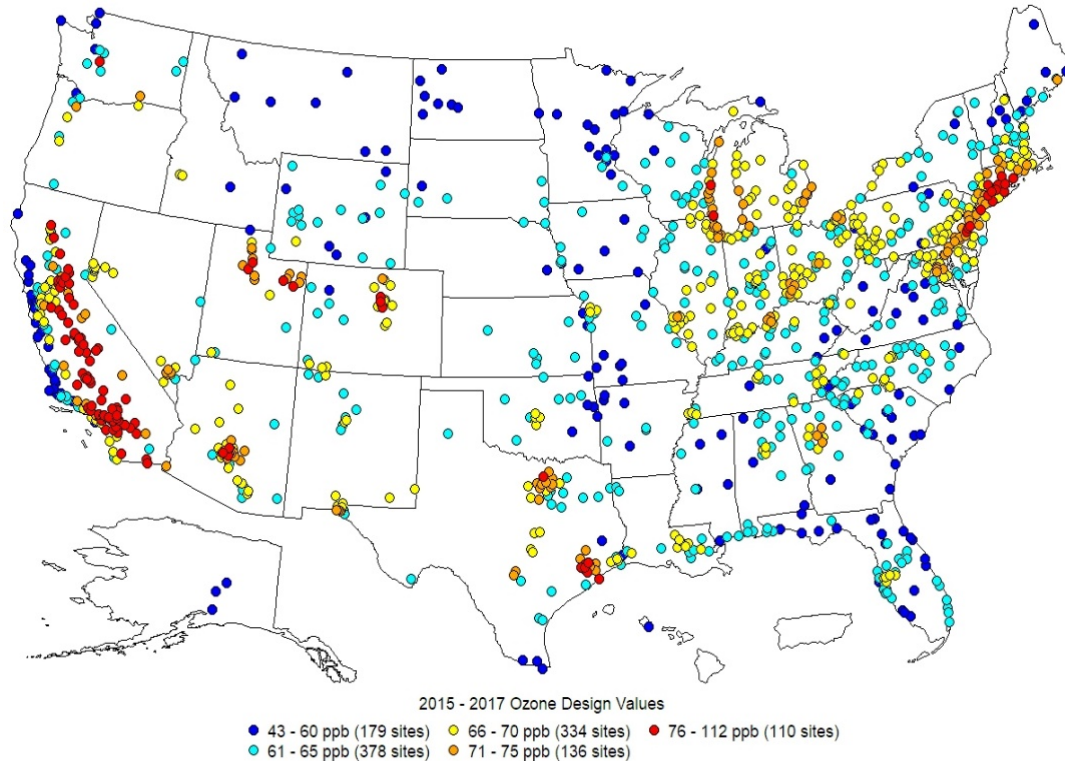 2015 - 2017 Ozone Design Values
43 - 60 ppb (179 sites) 66 - 70 ppb (334 sites) 76 - 112 ppb (110 sites)
61 - 65 ppb (378 sites) 71 - 75 ppb (136 sites)